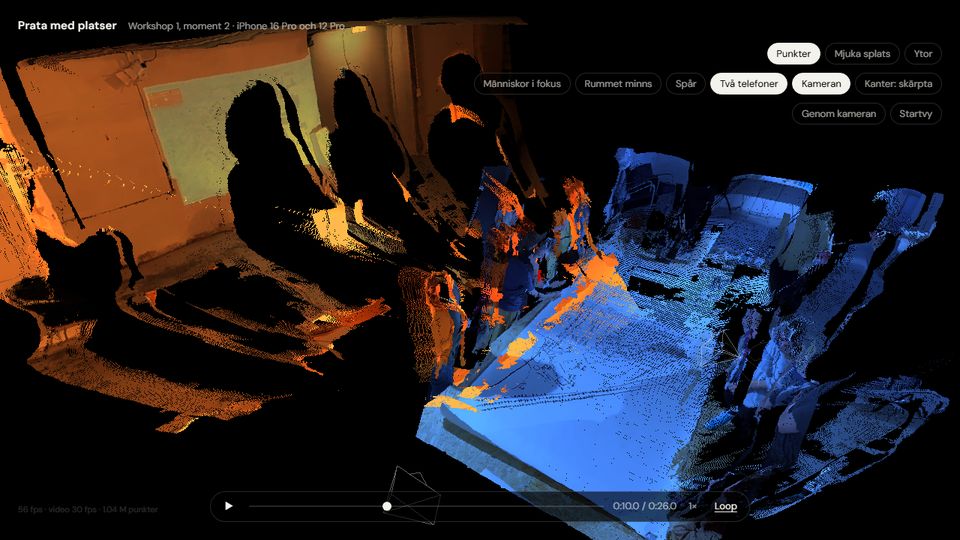 Prata med platser Workshop 1, moment 2 · iPhone 16 Pro och 12 Pro
Punkter Mjuka splats Ytor
Människor i fokus Rummet minns Spår Två telefoner Kameran Kanter: skärpta
Genom kameran Startvy
56 fps · video 30 fps · 1.04 M punkter
0:10.0 / 0:26.0 1× Loop